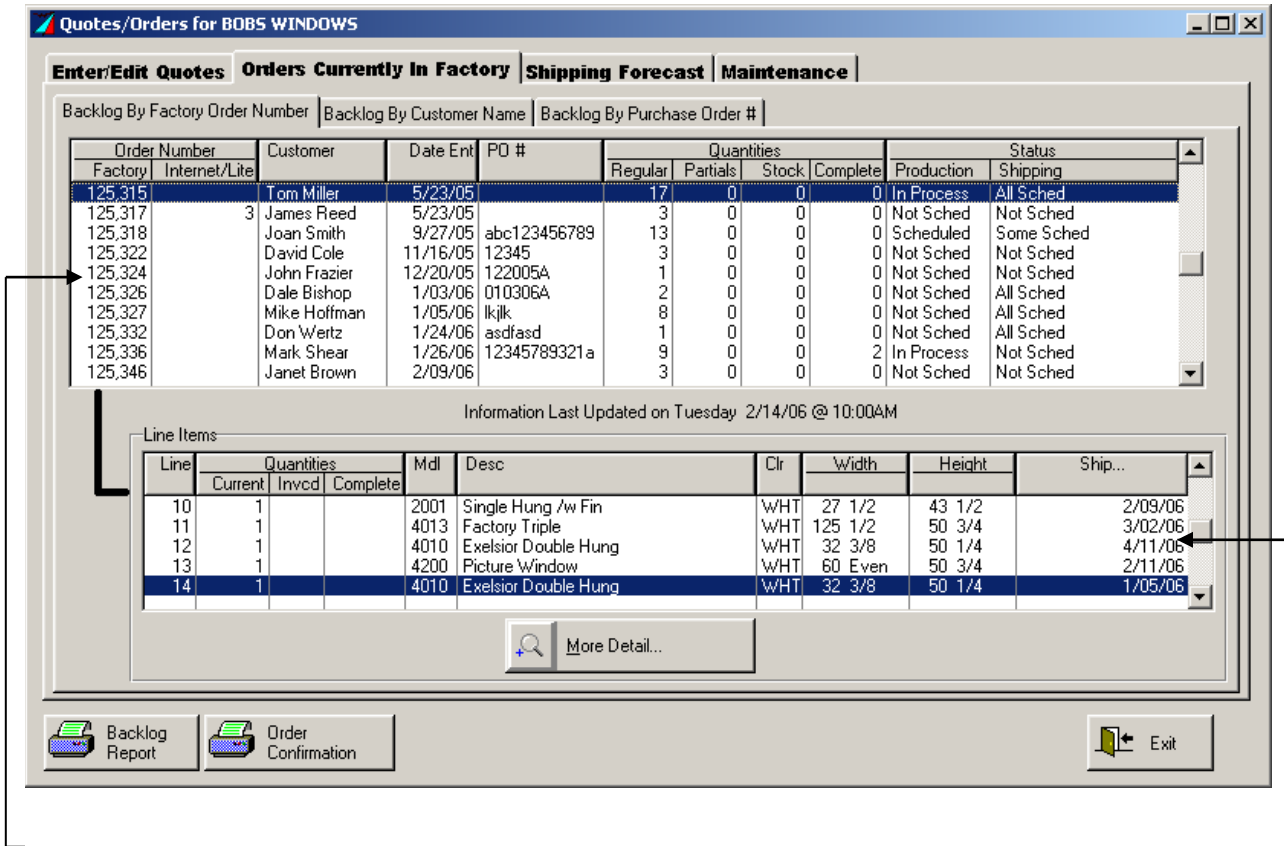 Quotes/Orders for BOBS WINDOWS
Enter/Edit Quotes Orders Currently In Factory Shipping Forecast Maintenance
Backlog By Factory Order Number Backlog By Customer Name Backlog By Purchase Order #
Order Number Customer Date Ent PO # Quantities Status
Factory Internet/Lite Regular Partials Stock Complete Production Shipping
125,315 Tom Miller 5/23/05 17 0 0 0 In Process All Sched
125,317 3 James Reed 5/23/05 3 0 0 0 Not Sched Not Sched
125,318 Joan Smith 9/27/05 abc123456789 13 0 0 0 Scheduled Some Sched
125,322 David Cole 11/16/05 12345 3 0 0 0 Not Sched Not Sched
125,324 John Frazier 12/20/05 122005A 1 0 0 0 Not Sched Not Sched
125,326 Dale Bishop 1/03/06 010306A 2 0 0 0 Not Sched All Sched
125,327 Mike Hoffman 1/05/06 lkjlk 8 0 0 0 Not Sched All Sched
125,332 Don Wertz 1/24/06 asdfasd 1 0 0 0 Not Sched All Sched
125,336 Mark Shear 1/26/06 12345789321a 9 0 0 2 In Process Not Sched
125,346 Janet Brown 2/09/06 3 0 0 0 Not Sched Not Sched
Information Last Updated on Tuesday 2/14/06 @ 10:00AM
Line Items
Line Quantities Mdl Desc Clr Width Height Ship...
Current Invcd Complete
10 1 2001 Single Hung /w Fin WHT 27 1/2 43 1/2 2/09/06
11 1 4013 Factory Triple WHT 125 1/2 50 3/4 3/02/06
12 1 4010 Exelsior Double Hung WHT 32 3/8 50 1/4 4/11/06
13 1 4200 Picture Window WHT 60 Even 50 3/4 2/11/06
14 1 4010 Exelsior Double Hung WHT 32 3/8 50 1/4 1/05/06
More Detail...
Backlog Report
Order Confirmation
Exit